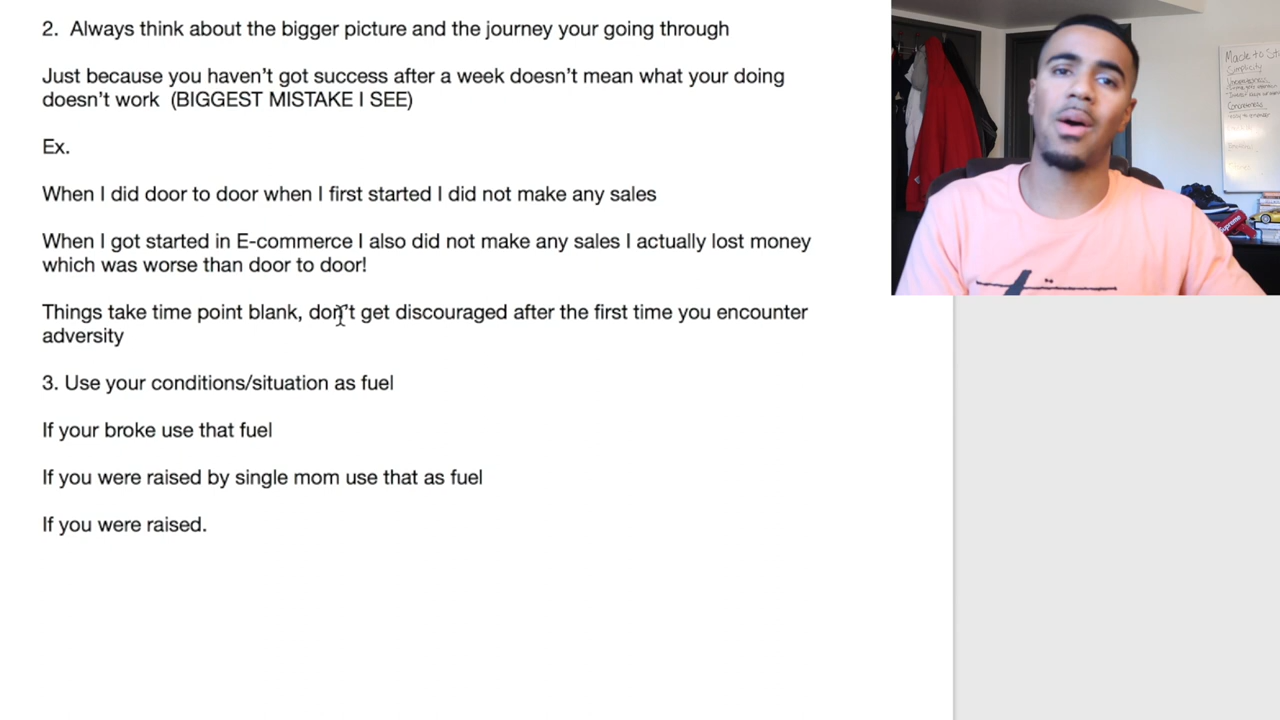 2.  Always think about the bigger picture and the journey your going through
Just because you haven't got success after a week doesn't mean what your doing
doesn't work  (BIGGEST MISTAKE I SEE)
Ex.
When I did door to door when I first started I did not make any sales
When I got started in E-commerce I also did not make any sales I actually lost money
which was worse than door to door!
Things take time point blank, don't get discouraged after the first time you encounter
adversity
3. Use your conditions/situation as fuel
If your broke use that fuel
If you were raised by single mom use that as fuel
If you were raised.
Made to
Simplicity
Concreteness
Supreme